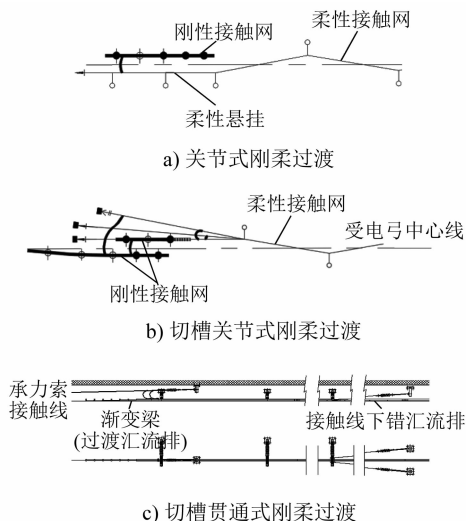 刚性接触网
柔性接触网
柔性悬挂
a) 关节式刚柔过渡
柔性接触网
受电弓中心线
刚性接触网
b) 切槽关节式刚柔过渡
承力索
接触线
渐变梁
(过渡汇流排)
接触线下错汇流排
c) 切槽贯通式刚柔过渡